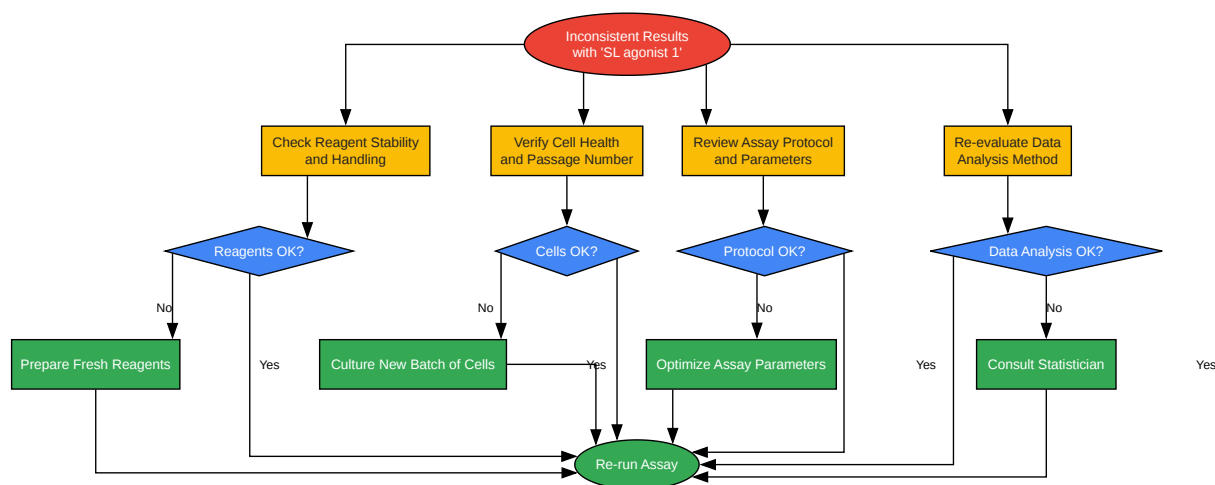 Inconsistent Results
with 'SL agonist 1'
Check Reagent Stability
and Handling
Verify Cell Health
and Passage Number
Review Assay Protocol
and Parameters
Re-evaluate Data
Analysis Method
Reagents OK?
Cells OK?
Protocol OK?
Data Analysis OK?
No
No
No
No
Prepare Fresh Reagents
Yes
Culture New Batch of Cells
Yes
Optimize Assay Parameters
Yes
Consult Statistician
Yes
Re-run Assay